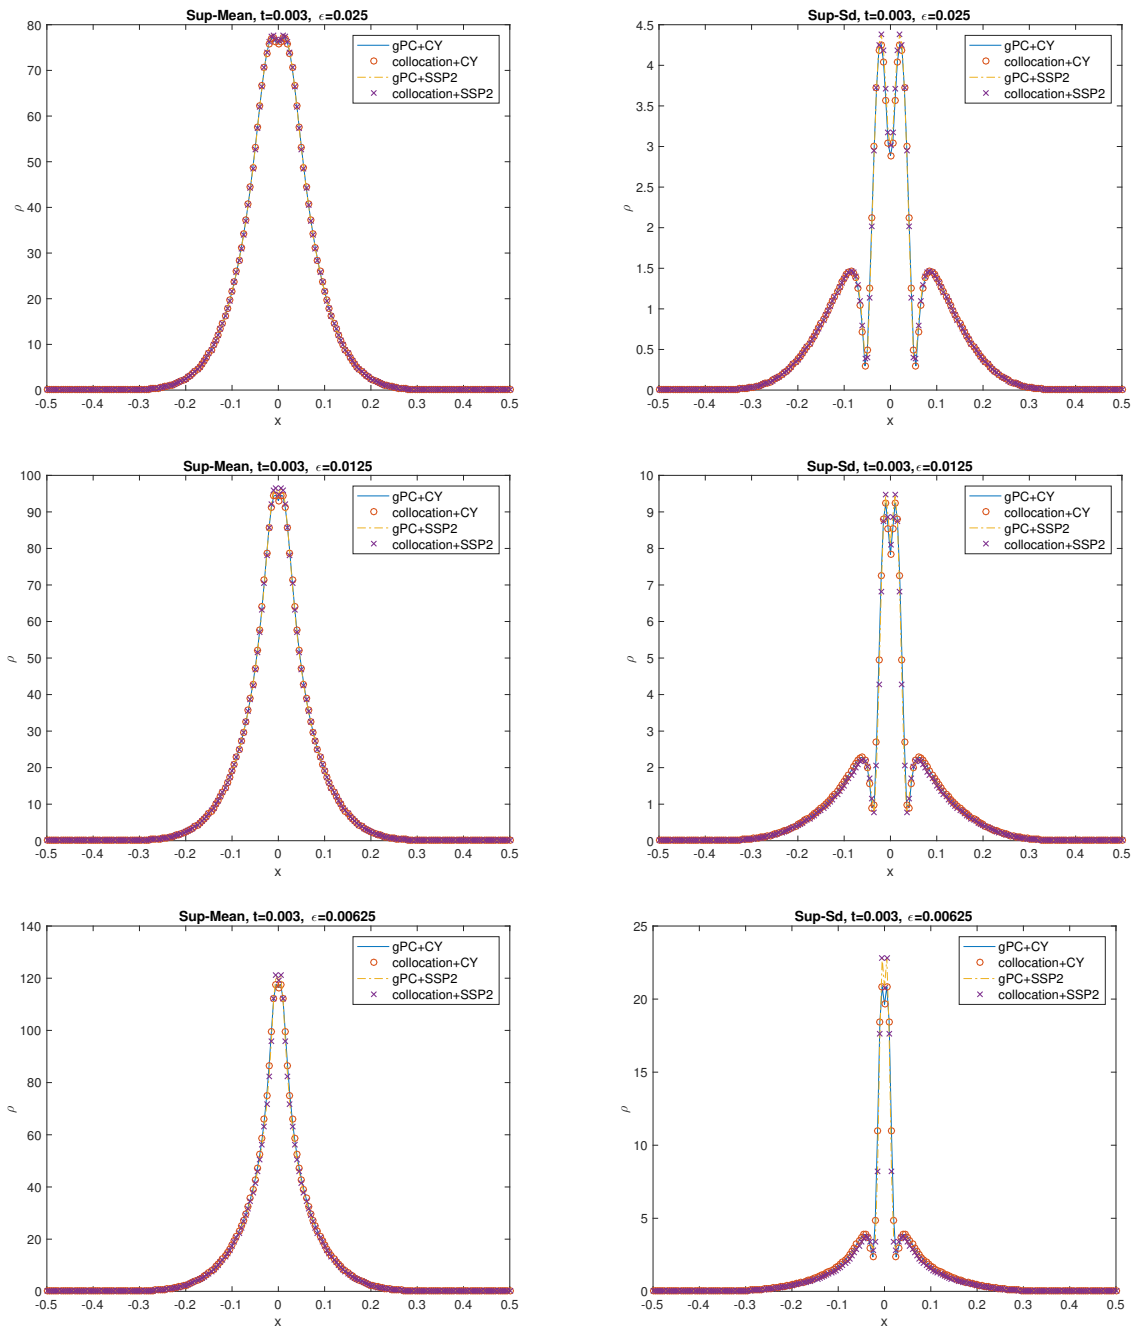 Sup-Mean, t=0.003, ϵ=0.025
80
70
60
50
40
30
20
10
0
ρ
-0.5 -0.4 -0.3 -0.2 -0.1 0 0.1 0.2 0.3 0.4 0.5
x
gPC+CY
collocation+CY
gPC+SSP2
collocation+SSP2
Sup-Sd, t=0.003, ϵ=0.025
4.5
4
3.5
3
2.5
2
1.5
1
0.5
0
ρ
-0.5 -0.4 -0.3 -0.2 -0.1 0 0.1 0.2 0.3 0.4 0.5
x
gPC+CY
collocation+CY
gPC+SSP2
collocation+SSP2
Sup-Mean, t=0.003, ϵ=0.0125
100
90
80
70
60
50
40
30
20
10
0
ρ
-0.5 -0.4 -0.3 -0.2 -0.1 0 0.1 0.2 0.3 0.4 0.5
x
gPC+CY
collocation+CY
gPC+SSP2
collocation+SSP2
Sup-Sd, t=0.003,ϵ=0.0125
10
9
8
7
6
5
4
3
2
1
0
ρ
-0.5 -0.4 -0.3 -0.2 -0.1 0 0.1 0.2 0.3 0.4 0.5
x
gPC+CY
collocation+CY
gPC+SSP2
collocation+SSP2
Sup-Mean, t=0.003, ϵ=0.00625
140
120
100
80
60
40
20
0
ρ
-0.5 -0.4 -0.3 -0.2 -0.1 0 0.1 0.2 0.3 0.4 0.5
x
gPC+CY
collocation+CY
gPC+SSP2
collocation+SSP2
Sup-Sd, t=0.003, ϵ=0.00625
25
20
15
10
5
0
ρ
-0.5 -0.4 -0.3 -0.2 -0.1 0 0.1 0.2 0.3 0.4 0.5
x
gPC+CY
collocation+CY
gPC+SSP2
collocation+SSP2